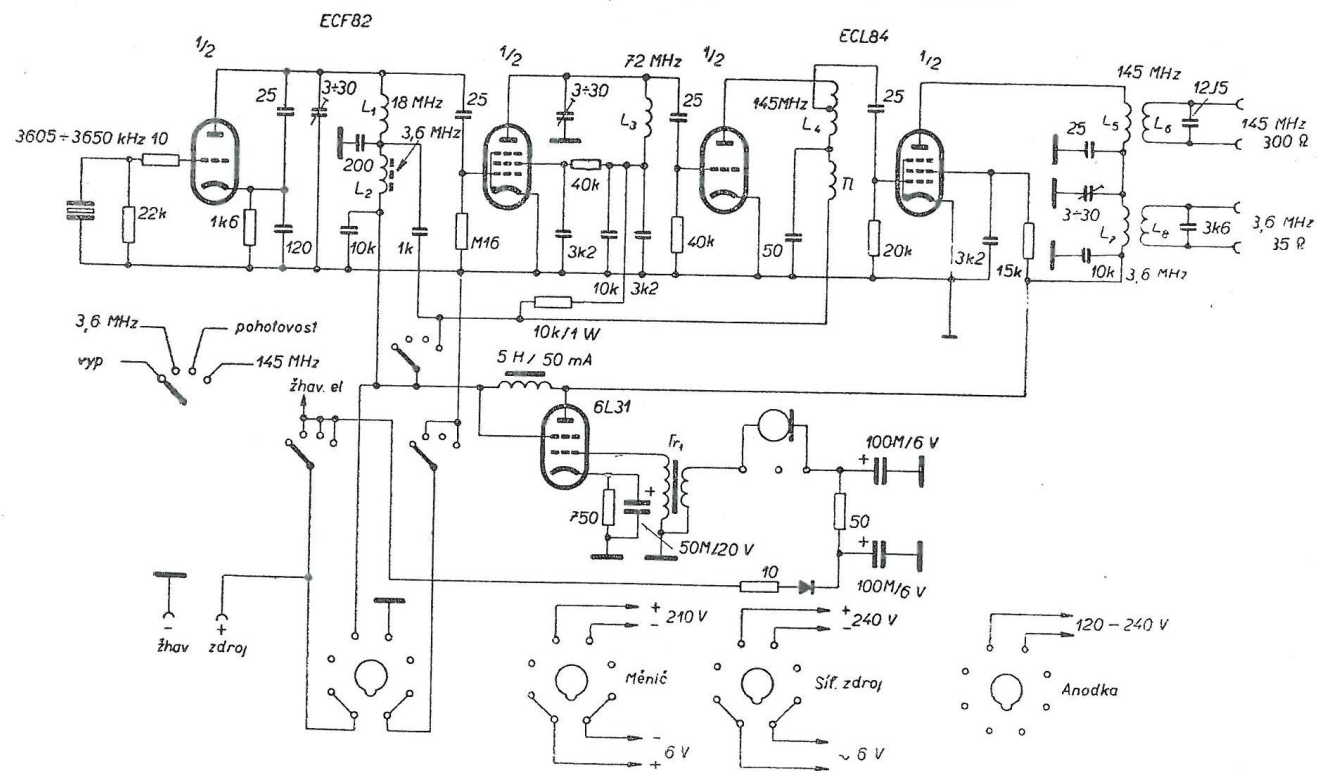 ECF82
ECL84
1/2
1/2
72 MHz
1/2
1/2
145 MHz
12J5
25
3÷30
L1
18 MHz
25
3÷30
L3
25
145MHz
L4
25
L5
L6
145 MHz
300 Ω
3605÷3650 kHz
10
3,6 MHz
25
200
L2
40k
Tl
3÷30
22k
1k6
120
10k
1k
M16
3k2
10k
3k2
40k
50
20k
3k2
15k
L7
L8
3k6
3,6 MHz
35 Ω
10k
3,6 MHz
10k/1 W
3,6 MHz
pohotovost
vyp
145 MHz
žhav. el
5 H/ 50 mA
6L31
Tr1
100M/6 V
+
+
750
50M/20 V
50
+
100M/6 V
10
-
+
žhav
zdroj
+
-
210 V
Měnič
-
+
6 V
+
-
240 V
Síť. zdroj
~ 6 V
120-240 V
Anodka